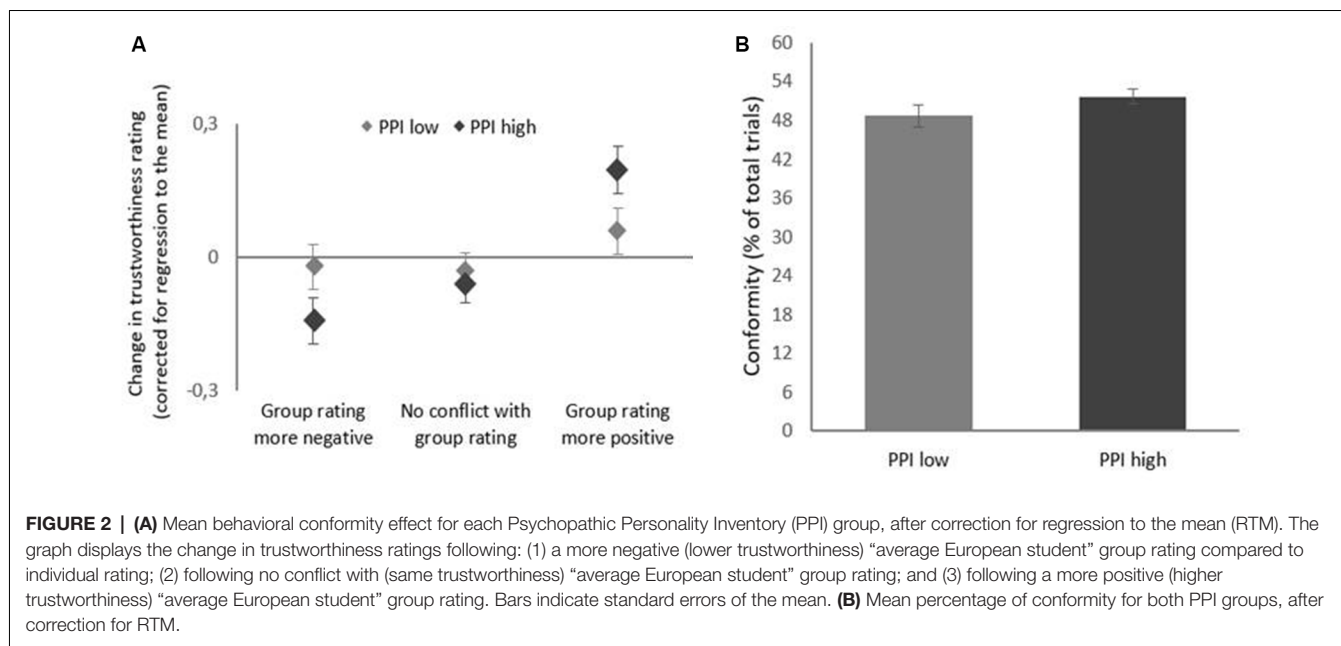 A
Change in trustworthiness rating
(corrected for regression to the mean)
0,3
0
-0,3
PPI low
PPI high
Group rating
more negative
No conflict with
group rating
Group rating
more positive
B
Conformity (% of total trials)
60
54
48
42
36
30
24
18
12
6
0
PPI low
PPI high
FIGURE 2 | (A) Mean behavioral conformity effect for each Psychopathic Personality Inventory (PPI) group, after correction for regression to the mean (RTM). The
graph displays the change in trustworthiness ratings following: (1) a more negative (lower trustworthiness) “average European student” group rating compared to
individual rating; (2) following no conflict with (same trustworthiness) “average European student” group rating; and (3) following a more positive (higher
trustworthiness) “average European student” group rating. Bars indicate standard errors of the mean. (B) Mean percentage of conformity for both PPI groups, after
correction for RTM.